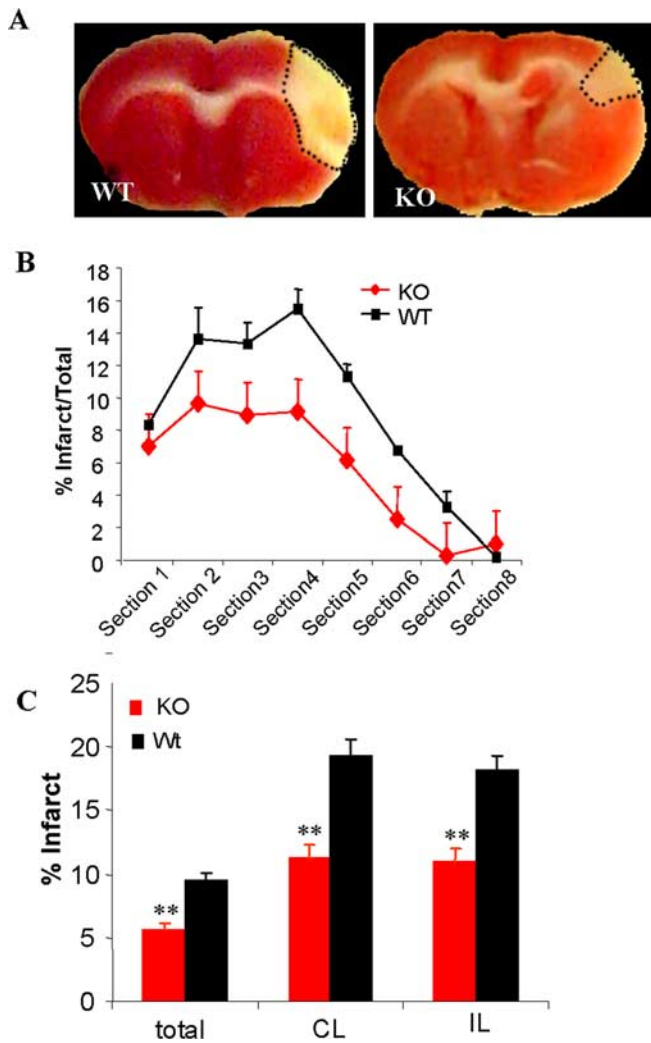 A
WT
KO
B
18
16
14
12
10
8
6
4
2
0
% Infarct/Total
KO
WT
Section 1
Section 2
Section3
Section4
Section5
Section6
Section7
Section8
C
25
20
15
10
5
0
% Infarct
KO
Wt
**
**
**
total
CL
IL